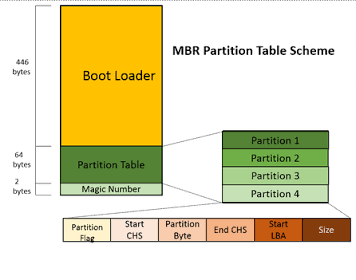 MBR Partition Table Scheme
446
bytes
Boot Loader
64
bytes
Partition Table
2
bytes
Magic Number
Partition 1
Partition 2
Partition 3
Partition 4
Partition
Flag
Start
CHS
Partition
Byte
End CHS
Start
LBA
Size